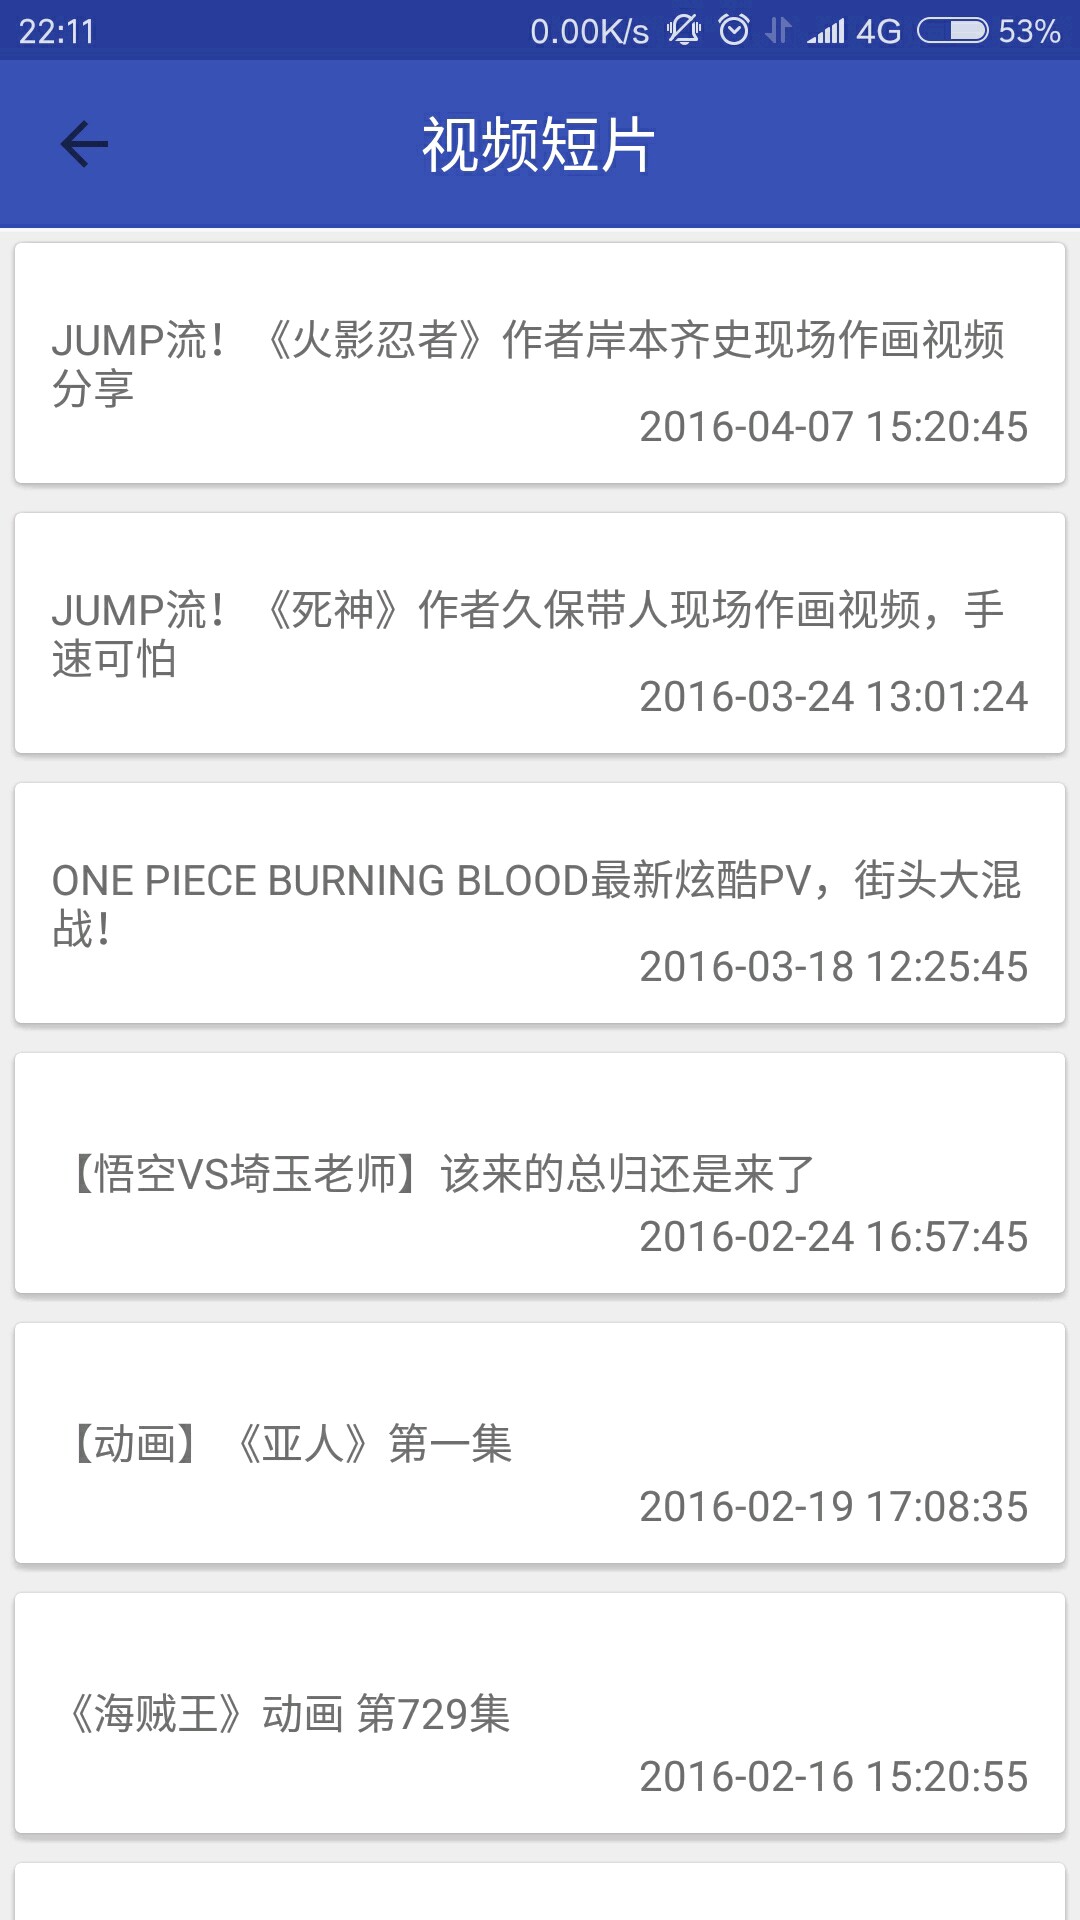 22:11 0.00K/s 4G 53%
视频短片
JUMP流！《火影忍者》作者岸本齐史现场作画视频
分享
2016-04-07 15:20:45
JUMP流！《死神》作者久保带人现场作画视频，手
速可怕
2016-03-24 13:01:24
ONE PIECE BURNING BLOOD最新炫酷PV，街头大混
战！
2016-03-18 12:25:45
【悟空VS埼玉老师】该来的总归还是来了
2016-02-24 16:57:45
【动画】《亚人》第一集
2016-02-19 17:08:35
《海贼王》动画 第729集
2016-02-16 15:20:55